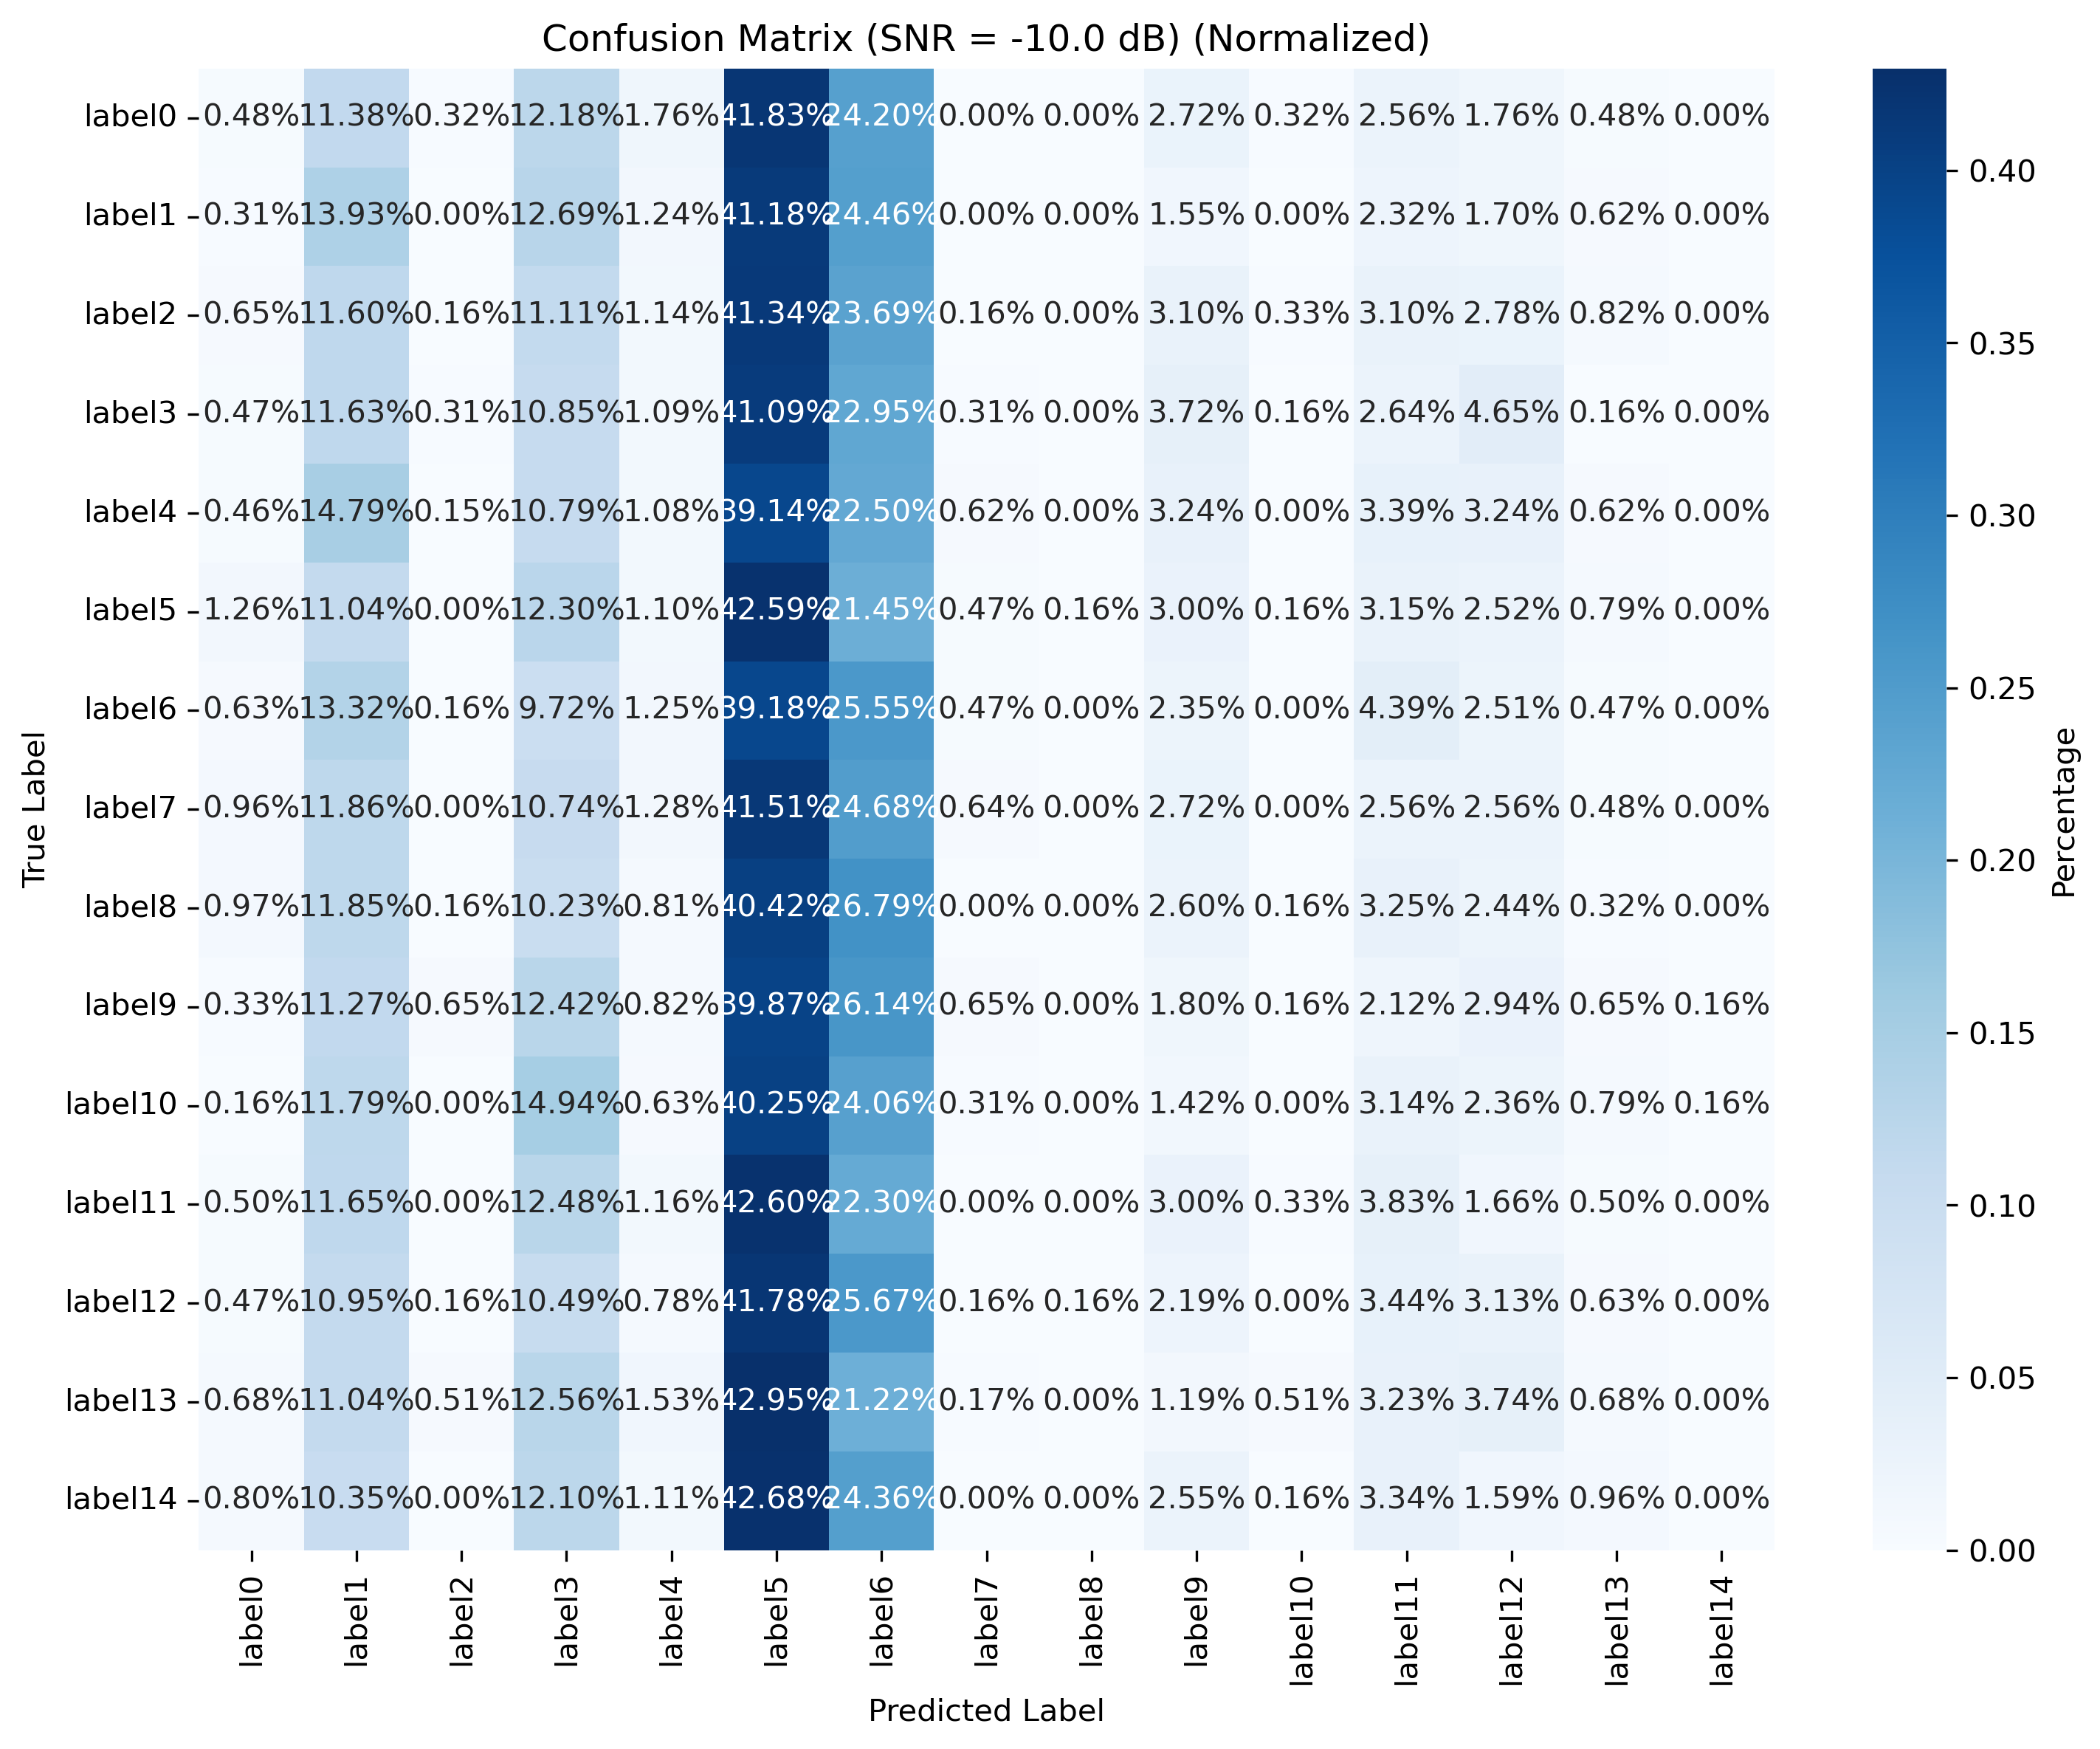 Confusion Matrix (SNR = -10.0 dB) (Normalized)
label0 0.48% 11.38% 0.32% 12.18% 1.76% 41.83% 24.20% 0.00% 0.00% 2.72% 0.32% 2.56% 1.76% 0.48% 0.00%
label1 0.31% 13.93% 0.00% 12.69% 1.24% 41.18% 24.46% 0.00% 0.00% 1.55% 0.00% 2.32% 1.70% 0.62% 0.00%
label2 0.65% 11.60% 0.16% 11.11% 1.14% 41.34% 23.69% 0.16% 0.00% 3.10% 0.33% 3.10% 2.78% 0.82% 0.00%
label3 0.47% 11.63% 0.31% 10.85% 1.09% 41.09% 22.95% 0.31% 0.00% 3.72% 0.16% 2.64% 4.65% 0.16% 0.00%
label4 0.46% 14.79% 0.15% 10.79% 1.08% 39.14% 22.50% 0.62% 0.00% 3.24% 0.00% 3.39% 3.24% 0.62% 0.00%
label5 1.26% 11.04% 0.00% 12.30% 1.10% 42.59% 21.45% 0.47% 0.16% 3.00% 0.16% 3.15% 2.52% 0.79% 0.00%
label6 0.63% 13.32% 0.16% 9.72% 1.25% 39.18% 25.55% 0.47% 0.00% 2.35% 0.00% 4.39% 2.51% 0.47% 0.00%
label7 0.96% 11.86% 0.00% 10.74% 1.28% 41.51% 24.68% 0.64% 0.00% 2.72% 0.00% 2.56% 2.56% 0.48% 0.00%
label8 0.97% 11.85% 0.16% 10.23% 0.81% 40.42% 26.79% 0.00% 0.00% 2.60% 0.16% 3.25% 2.44% 0.32% 0.00%
label9 0.33% 11.27% 0.65% 12.42% 0.82% 39.87% 26.14% 0.65% 0.00% 1.80% 0.16% 2.12% 2.94% 0.65% 0.16%
label10 0.16% 11.79% 0.00% 14.94% 0.63% 40.25% 24.06% 0.31% 0.00% 1.42% 0.00% 3.14% 2.36% 0.79% 0.16%
label11 0.50% 11.65% 0.00% 12.48% 1.16% 42.60% 22.30% 0.00% 0.00% 3.00% 0.33% 3.83% 1.66% 0.50% 0.00%
label12 0.47% 10.95% 0.16% 10.49% 0.78% 41.78% 25.67% 0.16% 0.16% 2.19% 0.00% 3.44% 3.13% 0.63% 0.00%
label13 0.68% 11.04% 0.51% 12.56% 1.53% 42.95% 21.22% 0.17% 0.00% 1.19% 0.51% 3.23% 3.74% 0.68% 0.00%
label14 0.80% 10.35% 0.00% 12.10% 1.11% 42.68% 24.36% 0.00% 0.00% 2.55% 0.16% 3.34% 1.59% 0.96% 0.00%
label0 label1 label2 label3 label4 label5 label6 label7 label8 label9 label10 label11 label12 label13 label14
Predicted Label
True Label
0.40
0.35
0.30
0.25
0.20
0.15
0.10
0.05
0.00
Percentage